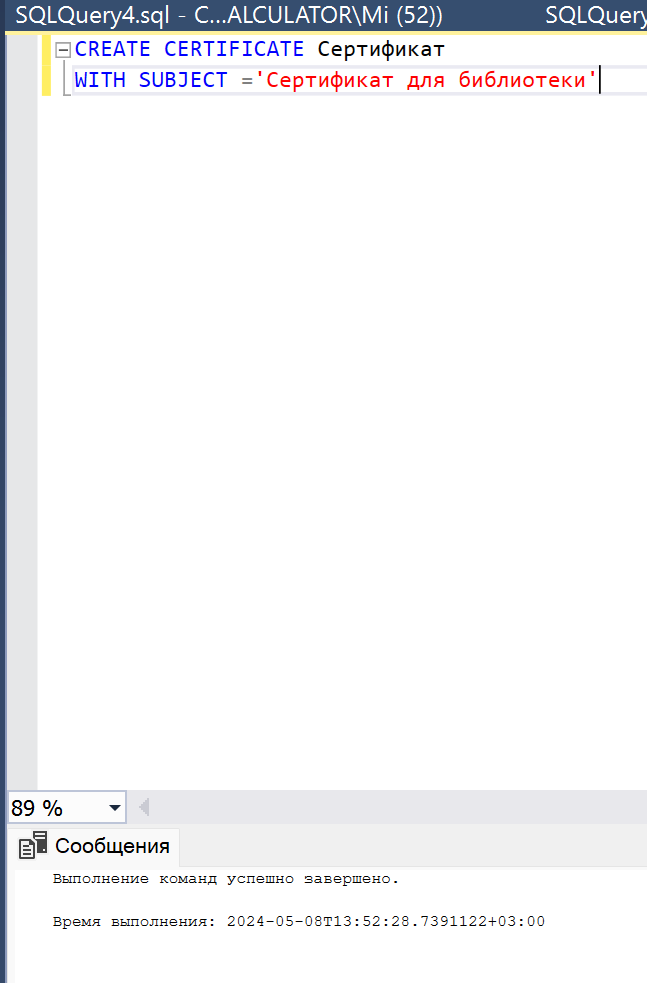 SQLQuery4.sql - C...ALCULATOR\Mi (52)) SQLQuery
CREATE CERTIFICATE Сертификат
WITH SUBJECT ='Сертификат для библиотеки'
89 %
Сообщения
Выполнение команд успешно завершено.
Время выполнения: 2024-05-08T13:52:28.7391122+03:00